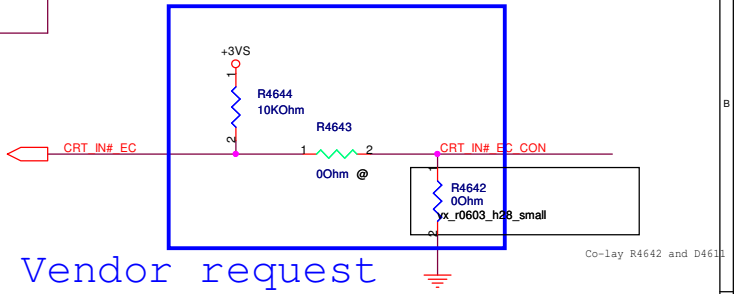 +3VS
1
R4644
10KOhm
2
B
R4643
CRT_IN#_EC
1
2
CRT_IN#_EC_CON
0Ohm @
1
R4642
0Ohm
vx_r0603_h28_small
2
Co-lay R4642 and D4611
Vendor request